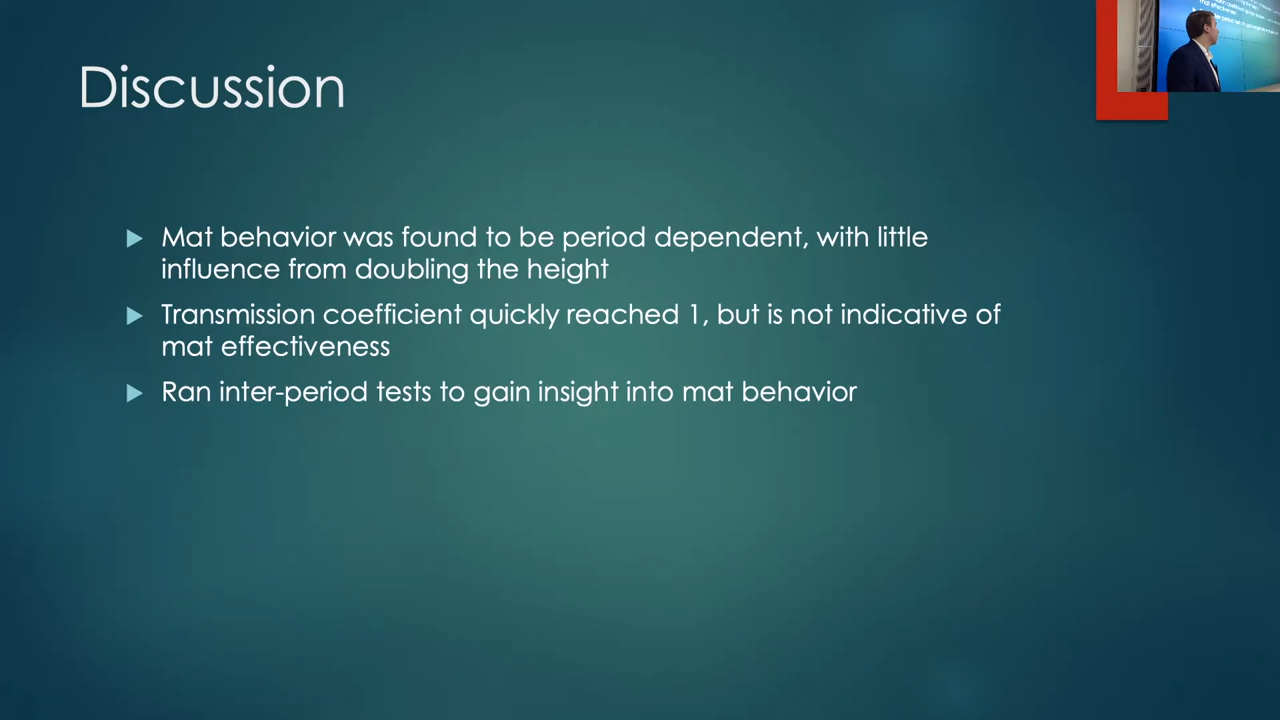 Discussion
Mat behavior was found to be period dependent, with little
influence from doubling the height
Transmission coefficient quickly reached 1, but is not indicative of
mat effectiveness
Ran inter-period tests to gain insight into mat behavior